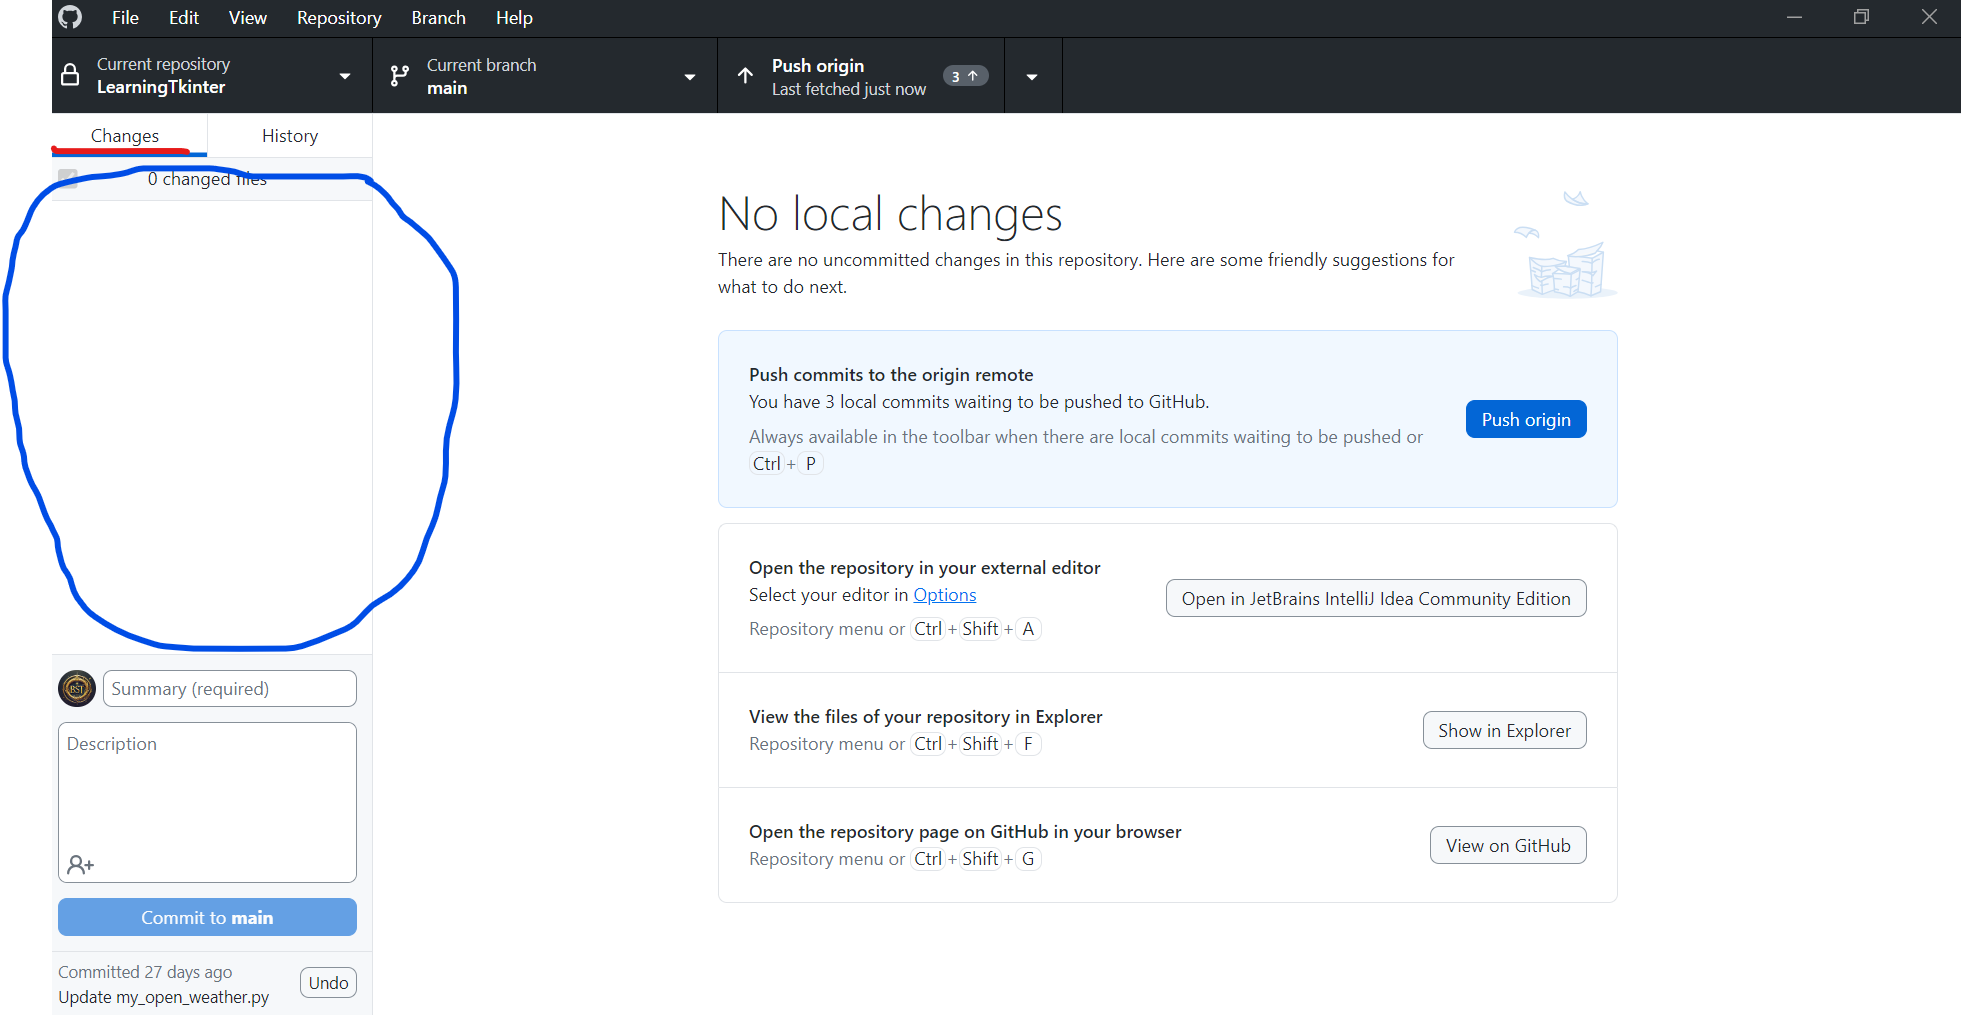 File Edit View Repository Branch Help
Current repository
LearningTkinter
Current branch
main
Push origin
Last fetched just now
3
Changes
History
0 changed files
No local changes
There are no uncommitted changes in this repository. Here are some friendly suggestions for
what to do next.
Push commits to the origin remote
You have 3 local commits waiting to be pushed to GitHub.
Always available in the toolbar when there are local commits waiting to be pushed or
Ctrl + P
Push origin
Open the repository in your external editor
Select your editor in Options
Repository menu or Ctrl + Shift + A
Open in JetBrains IntelliJ Idea Community Edition
View the files of your repository in Explorer
Repository menu or Ctrl + Shift + F
Show in Explorer
Open the repository page on GitHub in your browser
Repository menu or Ctrl + Shift + G
View on GitHub
BST
Summary (required)
Description
Commit to main
Committed 27 days ago
Update my_open_weather.py
Undo